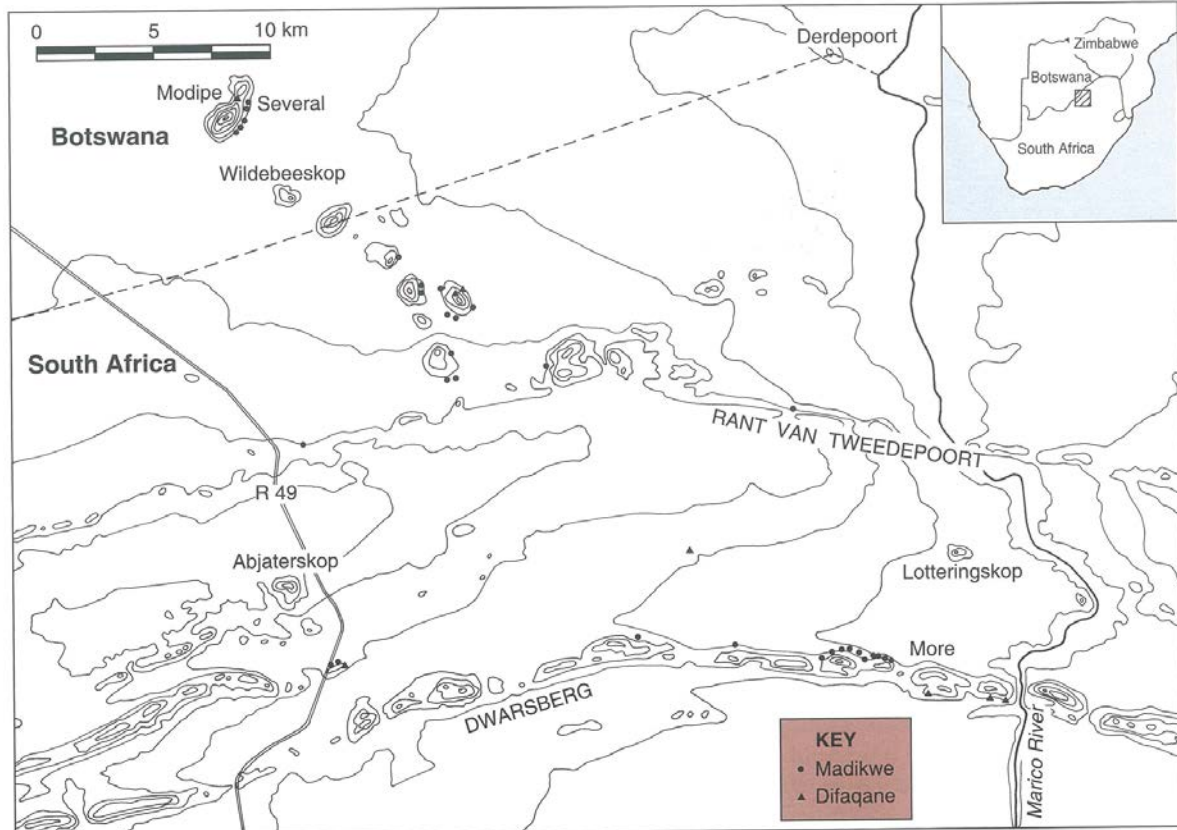 0 5 10 km
Derdepoort
Zimbabwe
Botswana
South Africa
Modipe
Several
Botswana
Wildebeeskop
South Africa
RANT VAN TWEEDEPOORT
R 49
Abjaterskop
Lotteringskop
More
DWARSBERG
Marico River
KEY
Madikwe
Difaqane